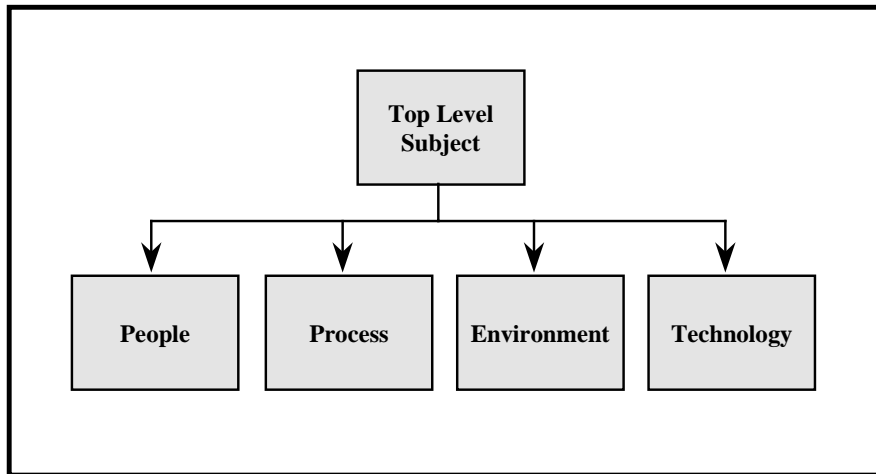 Top Level
Subject
People
Process
Environment
Technology